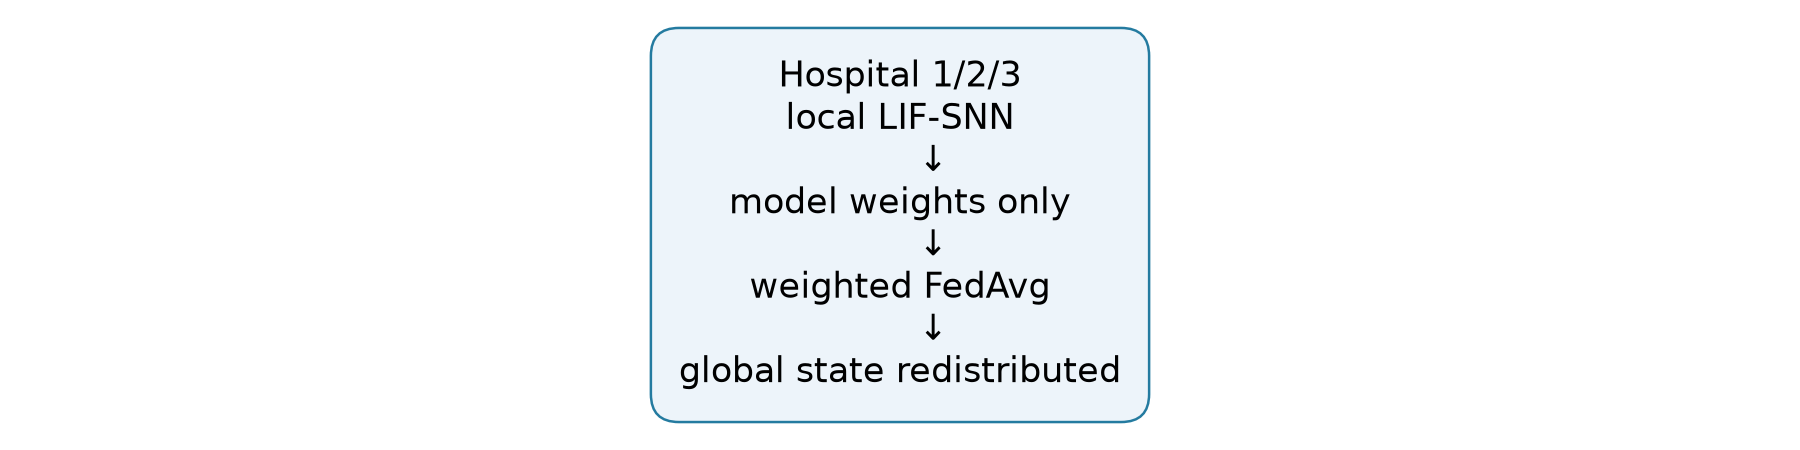 Hospital 1/2/3
local LIF-SNN
↓
model weights only
↓
weighted FedAvg
↓
global state redistributed